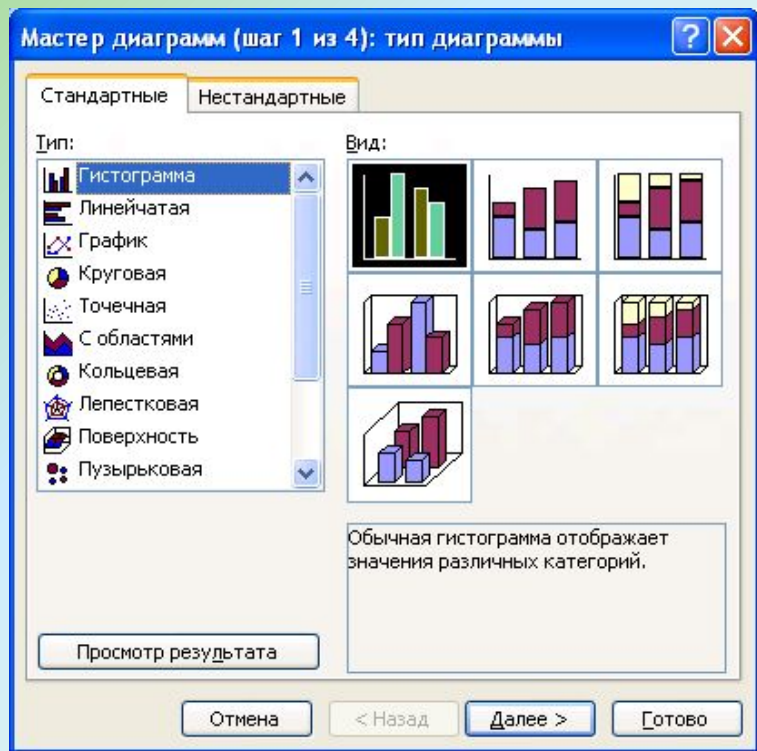 Мастер диаграмм (шаг 1 из 4): тип диаграммы
Стандартные
Нестандартные
Тип:
Гистограмма
Линейчатая
График
Круговая
Точечная
С областями
Кольцевая
Лепестковая
Поверхность
Пузырьковая
Вид:
Обычная гистограмма отображает
значения различных категорий.
Просмотр результата
Отмена
< Назад
Далее >
Готово